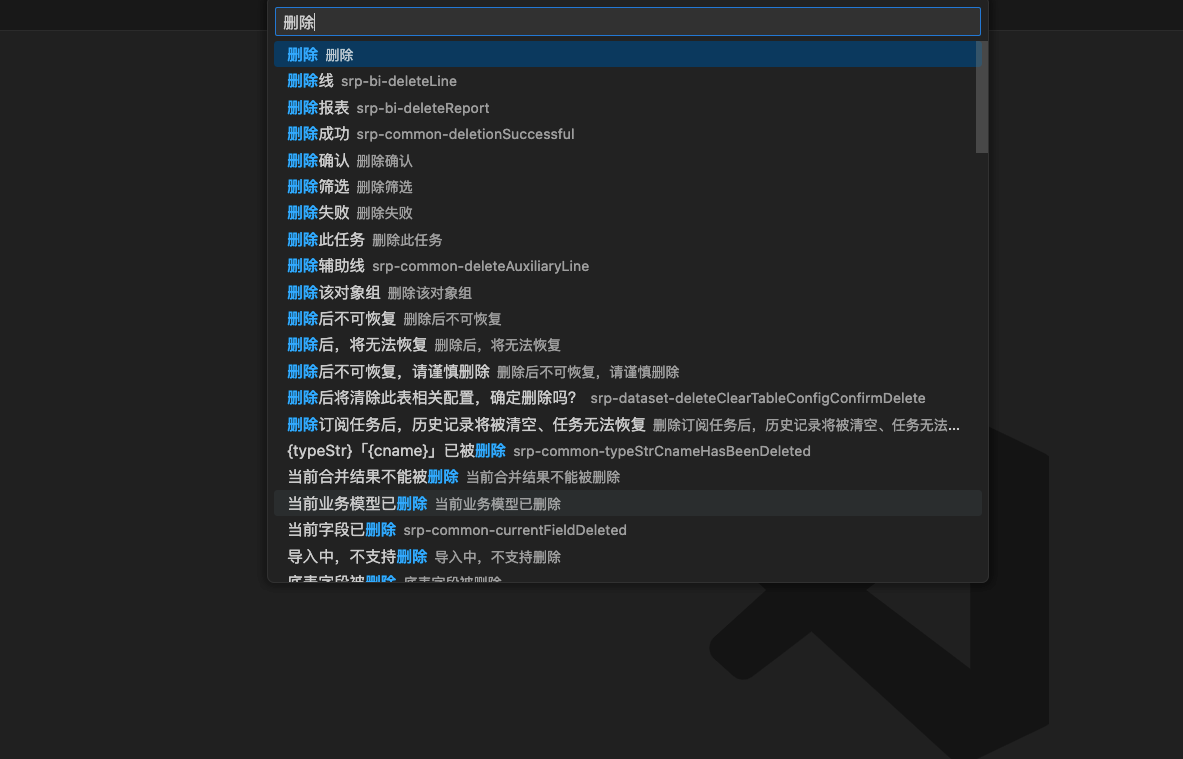 删除
删除 删除
删除线 srp-bi-deleteLine
删除报表 srp-bi-deleteReport
删除成功 srp-common-deletionSuccessful
删除确认 删除确认
删除筛选 删除筛选
删除失败 删除失败
删除此任务 删除此任务
删除辅助线 srp-common-deleteAuxiliaryLine
删除该对象组 删除该对象组
删除后不可恢复 删除后不可恢复
删除后，将无法恢复 删除后，将无法恢复
删除后不可恢复，请谨慎删除 删除后不可恢复，请谨慎删除
删除后将清除此表相关配置，确定删除吗？ srp-dataset-deleteClearTableConfigConfirmDelete
删除订阅任务后，历史记录将被清空、任务无法恢复 删除订阅任务后，历史记录将被清空、任务无法...
{typeStr}「{cname}」已被删除 srp-common-typeStrCnameHasBeenDeleted
当前合并结果不能被删除 当前合并结果不能被删除
当前业务模型已删除 当前业务模型已删除
当前字段已删除 srp-common-currentFieldDeleted
导入中，不支持删除 导入中，不支持删除
底表字段被删除 底表字段被删除